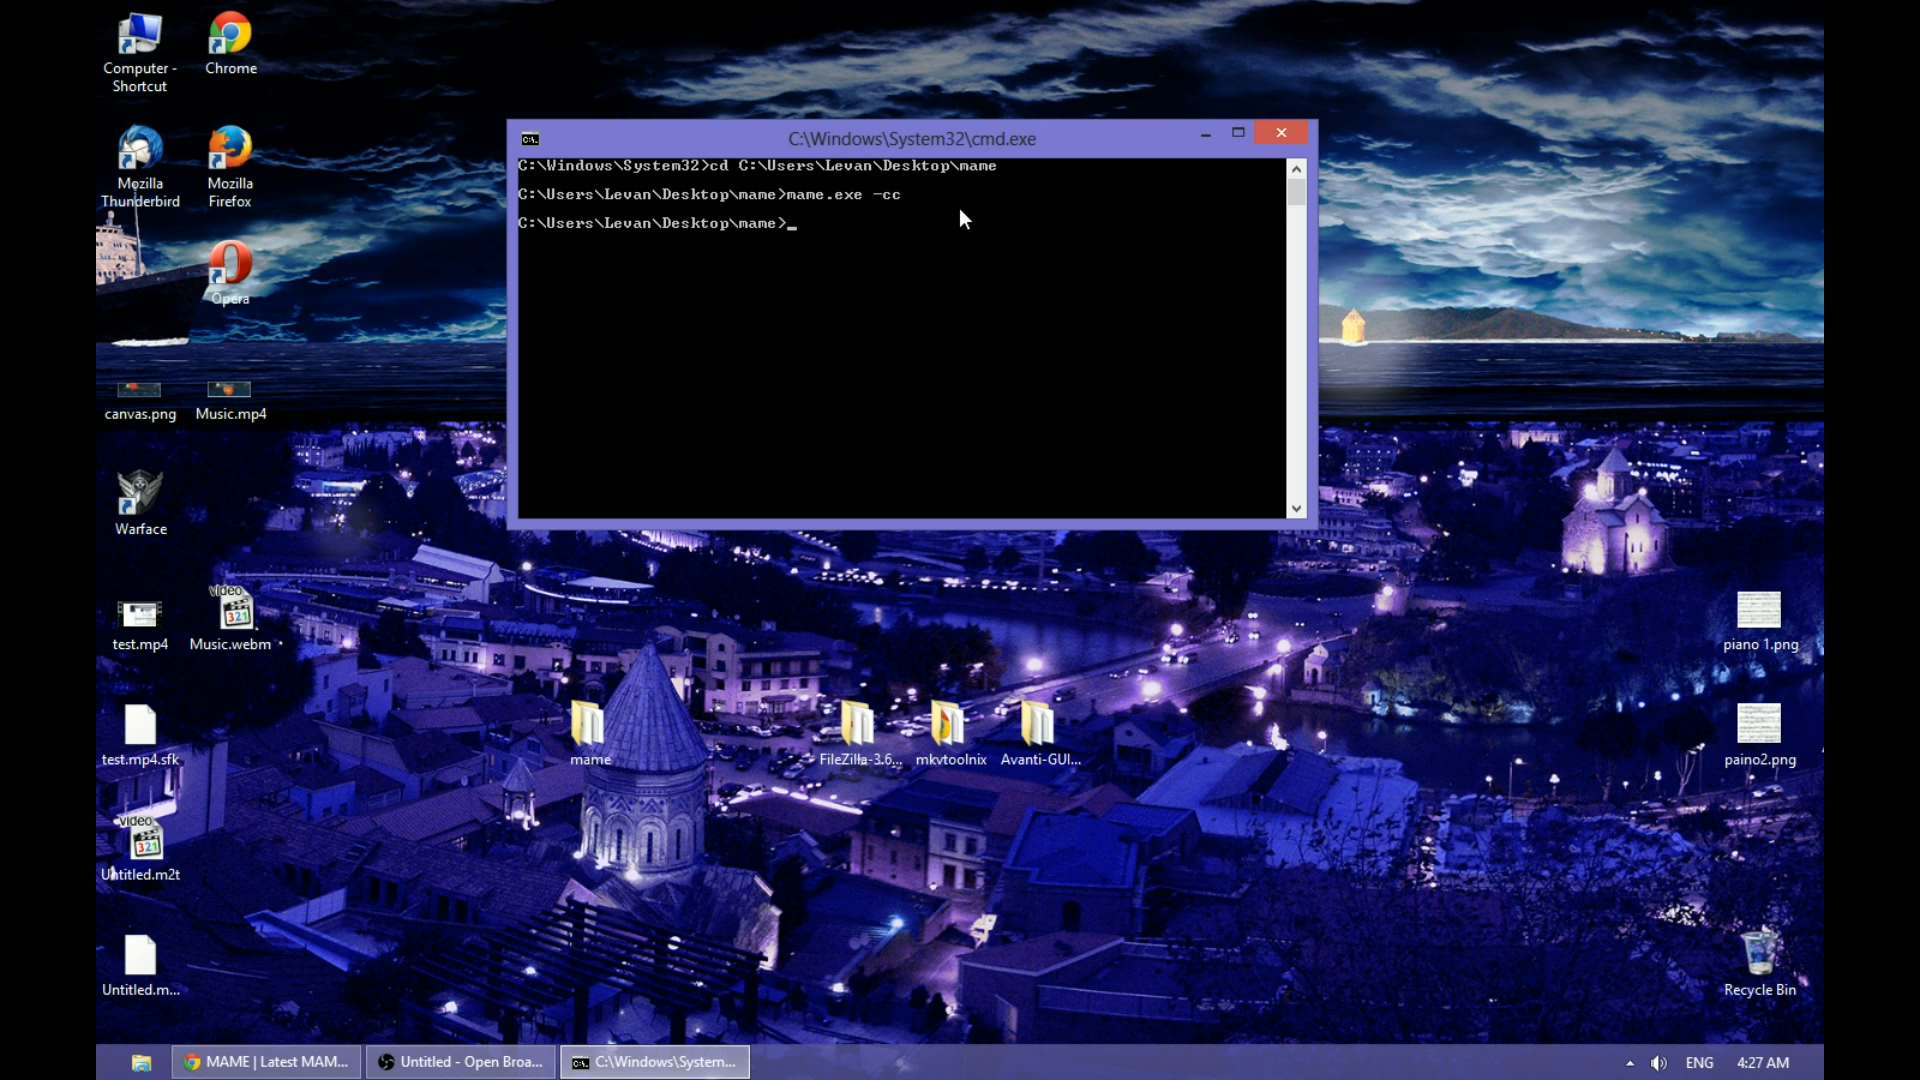 Computer - Shortcut
Chrome
Mozilla Thunderbird
Mozilla Firefox
Opera
canvas.png
Music.mp4
Warface
test.mp4
video
321
Music.webm
test.mp4.sfk
video
321
Untitled.m2t
Untitled.m...
C:\Windows\System32\cmd.exe
C:\Windows\System32>cd C:\Users\Levan\Desktop\mame
C:\Users\Levan\Desktop\mame>mame.exe -cc
C:\Users\Levan\Desktop\mame>_
mame
FileZilla-3.6...
mkvtoolnix
Avanti-GUI...
piano 1.png
paino2.png
Recycle Bin
MAME | Latest MAM...
Untitled - Open Broa...
C:\Windows\System...
ENG
4:27 AM